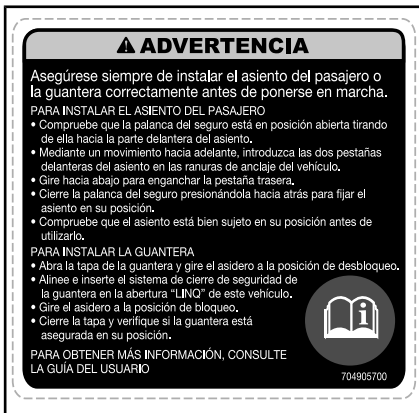 ADVERTENCIA
Asegúrese siempre de instalar el asiento del pasajero o
la guantera correctamente antes de ponerse en marcha.
PARA INSTALAR EL ASIENTO DEL PASAJERO
• Compruebe que la palanca del seguro está en posición abierta tirando
de ella hacia la parte delantera del asiento.
• Mediante un movimiento hacia adelante, introduzca las dos pestañas
delanteras del asiento en las ranuras de anclaje del vehículo.
• Gire hacia abajo para enganchar la pestaña trasera.
• Cierre la palanca del seguro presionándola hacia atrás para fijar el
asiento en su posición.
• Compruebe que el asiento está bien sujeto en su posición antes de
utilizarlo.
PARA INSTALAR LA GUANTERA
• Abra la tapa de la guantera y gire el asidero a la posición de desbloqueo.
• Alinee e inserte el sistema de cierre de seguridad de
la guantera en la abertura “LINQ” de este vehículo.
• Gire el asidero a la posición de bloqueo.
• Cierre la tapa y verifique si la guantera está
asegurada en su posición.
PARA OBTENER MÁS INFORMACIÓN, CONSULTE
LA GUÍA DEL USUARIO
704905700